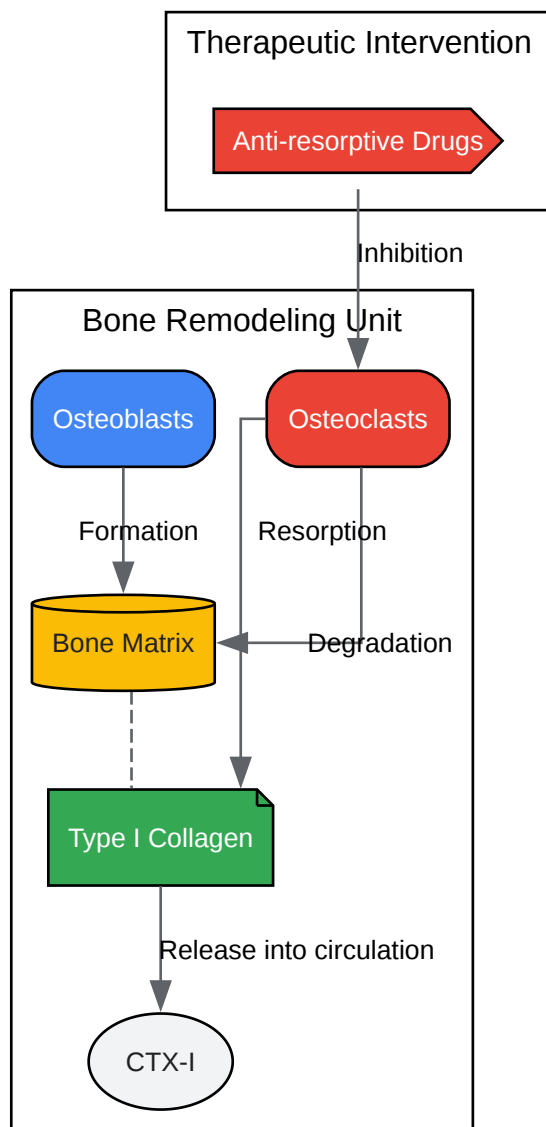 Therapeutic Intervention
Anti-resorptive Drugs
Inhibition
Bone Remodeling Unit
Osteoblasts
Osteoclasts
Formation
Resorption
Bone Matrix
Degradation
Type I Collagen
Release into circulation
CTX-I